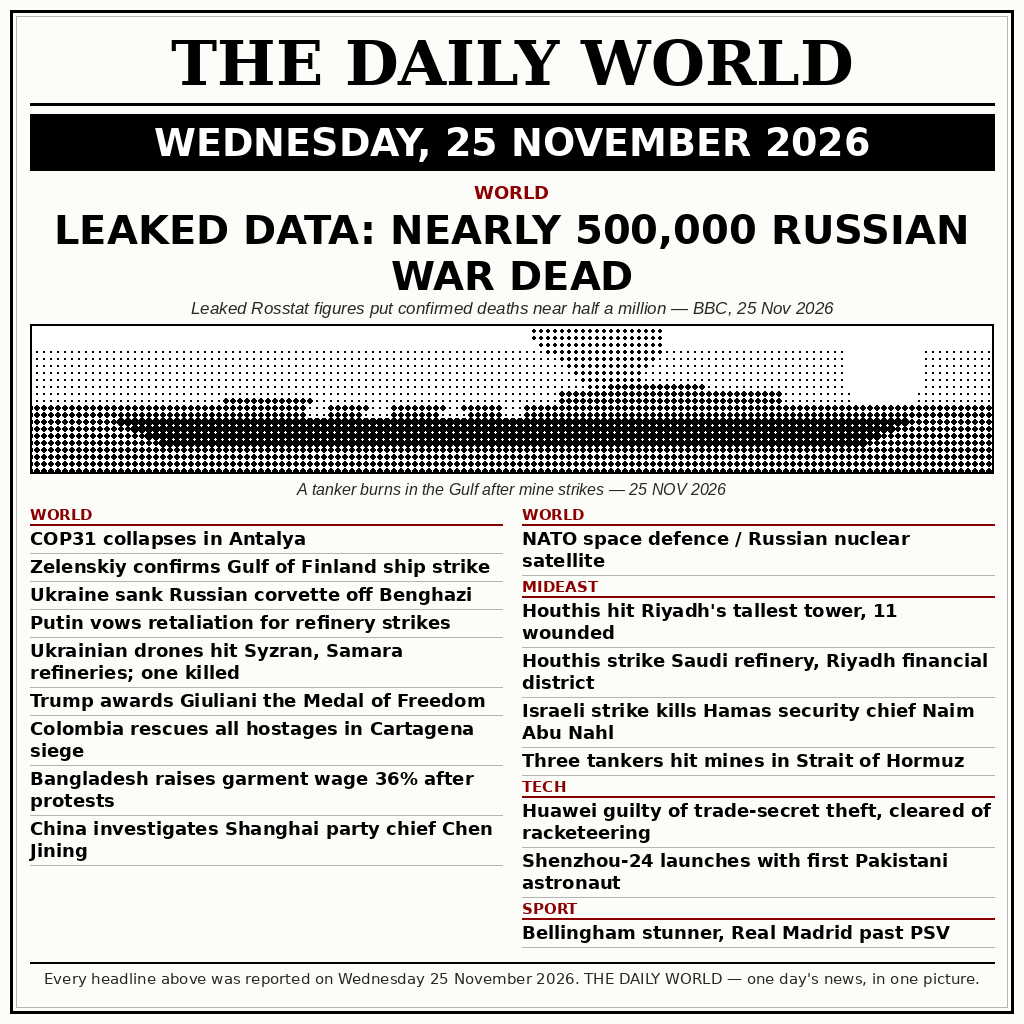 THE DAILY WORLD
WEDNESDAY, 25 NOVEMBER 2026
WORLD
LEAKED DATA: NEARLY 500,000 RUSSIAN
WAR DEAD
Leaked Rosstat figures put confirmed deaths near half a million — BBC, 25 Nov 2026
A tanker burns in the Gulf after mine strikes — 25 NOV 2026
WORLD
COP31 collapses in Antalya
Zelenskiy confirms Gulf of Finland ship strike
Ukraine sank Russian corvette off Benghazi
Putin vows retaliation for refinery strikes
Ukrainian drones hit Syzran, Samara
refineries; one killed
Trump awards Giuliani the Medal of Freedom
Colombia rescues all hostages in Cartagena
siege
Bangladesh raises garment wage 36% after
protests
China investigates Shanghai party chief Chen
Jining
WORLD
NATO space defence / Russian nuclear
satellite
MIDEAST
Houthis hit Riyadh's tallest tower, 11
wounded
Houthis strike Saudi refinery, Riyadh financial
district
Israeli strike kills Hamas security chief Naim
Abu Nahl
Three tankers hit mines in Strait of Hormuz
TECH
Huawei guilty of trade-secret theft, cleared of
racketeering
Shenzhou-24 launches with first Pakistani
astronaut
SPORT
Bellingham stunner, Real Madrid past PSV
Every headline above was reported on Wednesday 25 November 2026. THE DAILY WORLD — one day's news, in one picture.